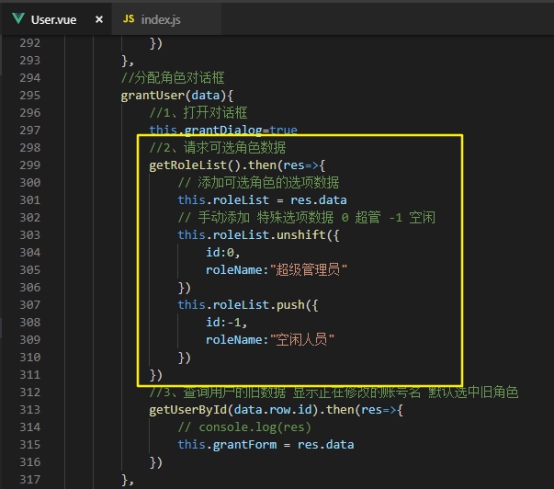 User.vue × JS index.js
292 })
293 },
294 //分配角色对话框
295 grantUser(data){
296 //1、打开对话框
297 this.grantDialog=true
298 //2、请求可选角色数据
299 getRoleList().then(res=>{
300 // 添加可选角色的选项数据
301 this.roleList = res.data
302 // 手动添加 特殊选项数据 0 超管 -1 空闲
303 this.roleList.unshift({
304 id:0,
305 roleName:"超级管理员"
306 })
307 this.roleList.push({
308 id:-1,
309 roleName:"空闲人员"
310 })
311 })
312 //3、查询用户的旧数据 显示正在修改的账号名 默认选中旧角色
313 getUserById(data.row.id).then(res=>{
314 // console.log(res)
315 this.grantForm = res.data
316 })
317 },